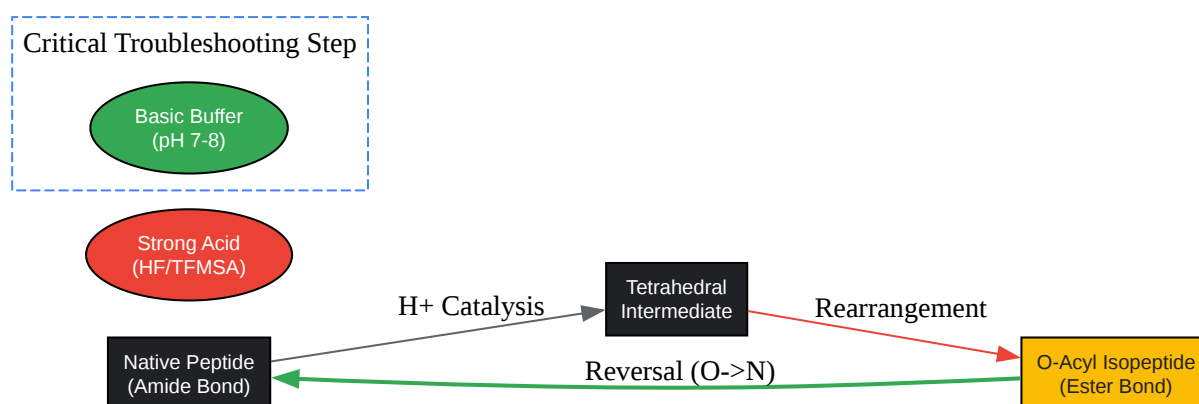 Critical Troubleshooting Step
Basic Buffer
(pH 7-8)
Strong Acid
(HF/TFMSA)
Tetrahedral
Intermediate
H+ Catalysis
Rearrangement
Native Peptide
(Amide Bond)
Reversal (O->N)
O-Acyl Isopeptide
(Ester Bond)